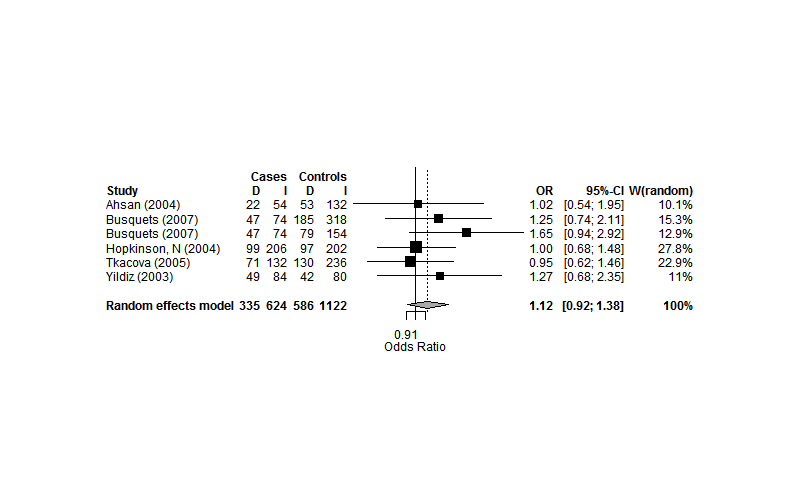 Cases Controls
Study D I D I OR 95%-CI W(random)
Ahsan (2004) 22 54 53 132 1.02 [0.54; 1.95] 10.1%
Busquets (2007) 47 74 185 318 1.25 [0.74; 2.11] 15.3%
Busquets (2007) 47 74 79 154 1.65 [0.94; 2.92] 12.9%
Hopkinson, N (2004) 99 206 97 202 1.00 [0.68; 1.48] 27.8%
Tkacova (2005) 71 132 130 236 0.95 [0.62; 1.46] 22.9%
Yildiz (2003) 49 84 42 80 1.27 [0.68; 2.35] 11%
Random effects model 335 624 586 1122 1.12 [0.92; 1.38] 100%
0.91
Odds Ratio